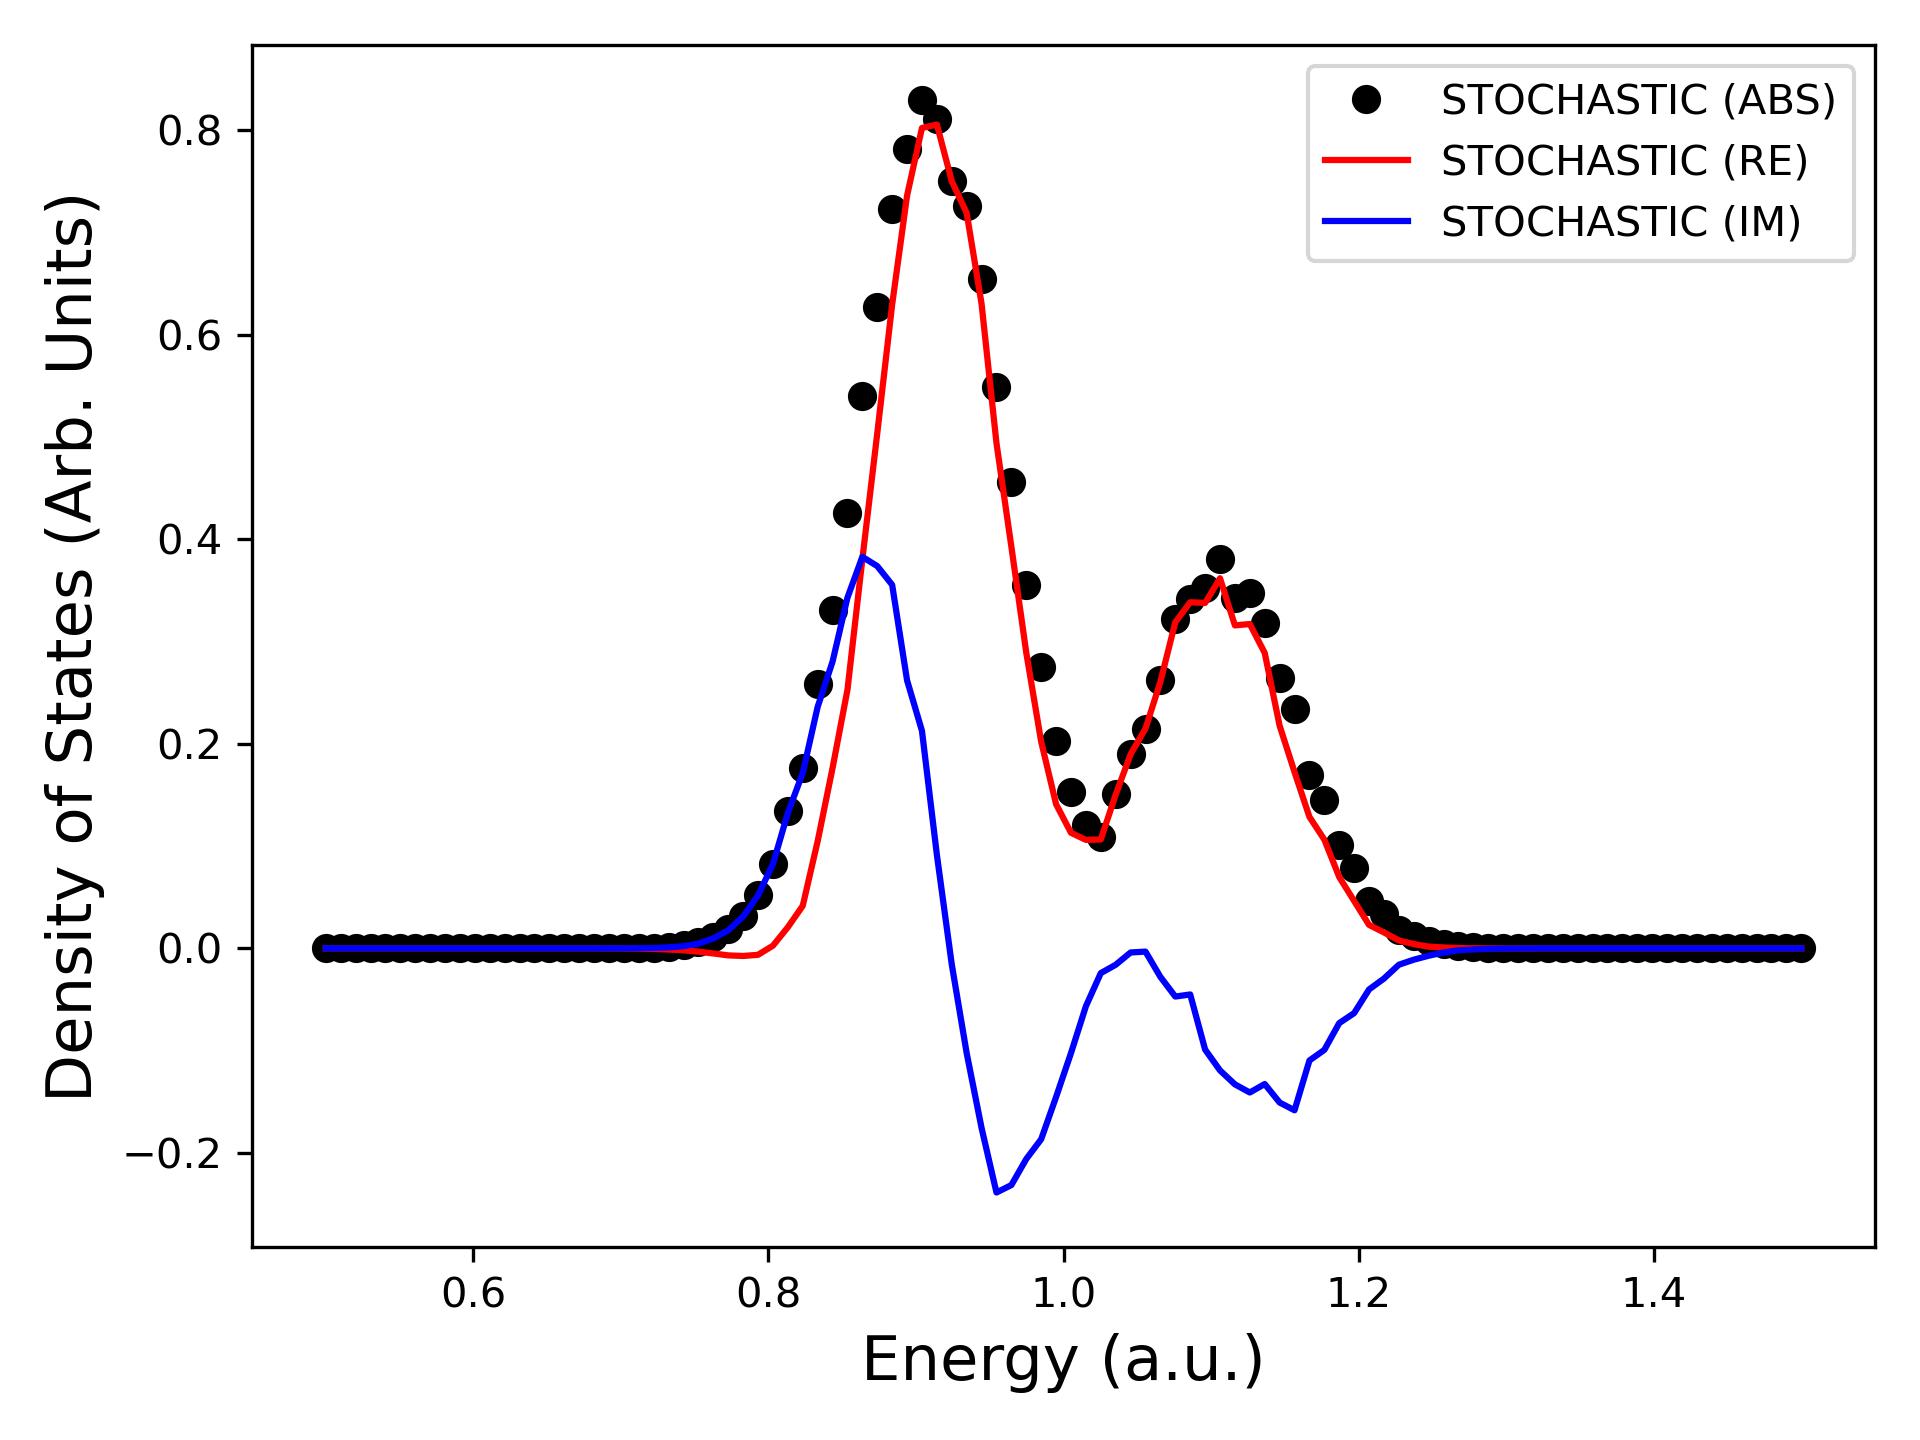 STOCHASTIC (ABS)
STOCHASTIC (RE)
STOCHASTIC (IM)
Density of States (Arb. Units)
0.8
0.6
0.4
0.2
0.0
−0.2
0.6 0.8 1.0 1.2 1.4
Energy (a.u.)